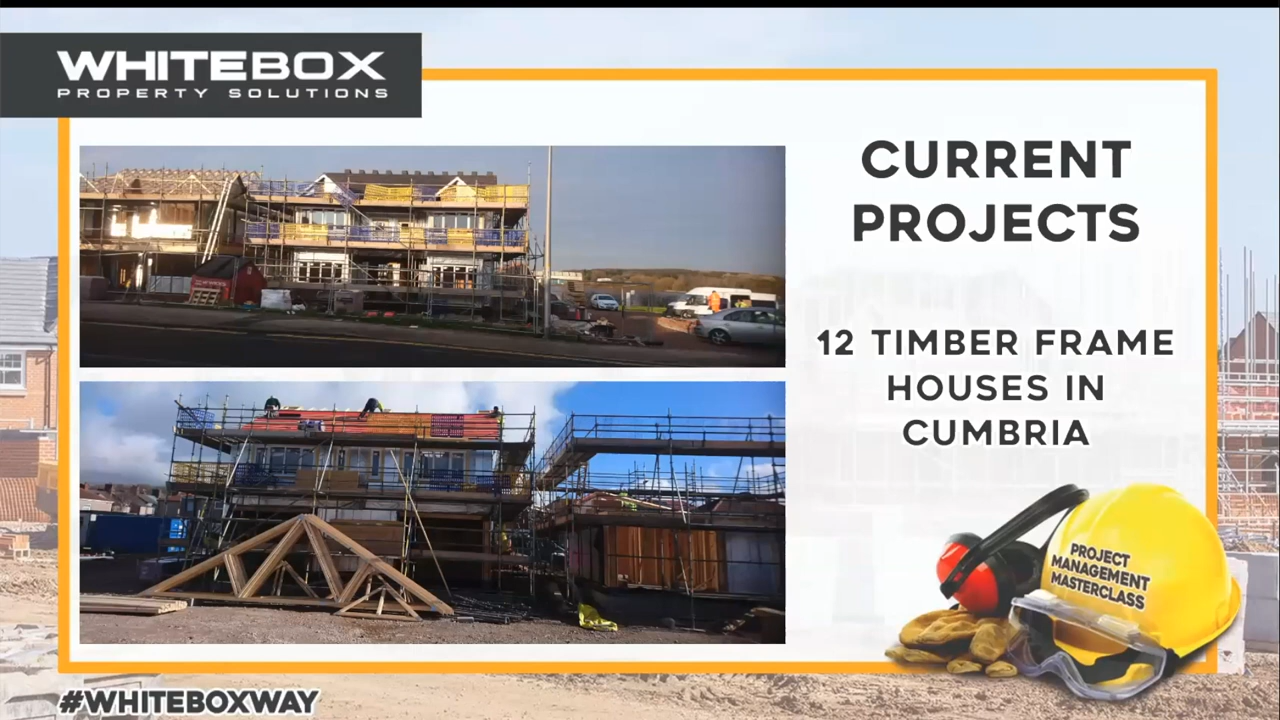 WHITEBOX
PROPERTY SOLUTIONS
CURRENT
PROJECTS
12 TIMBER FRAME
HOUSES IN
CUMBRIA
PROJECT
MANAGEMENT
MASTERCLASS
#WHITEBOXWAY